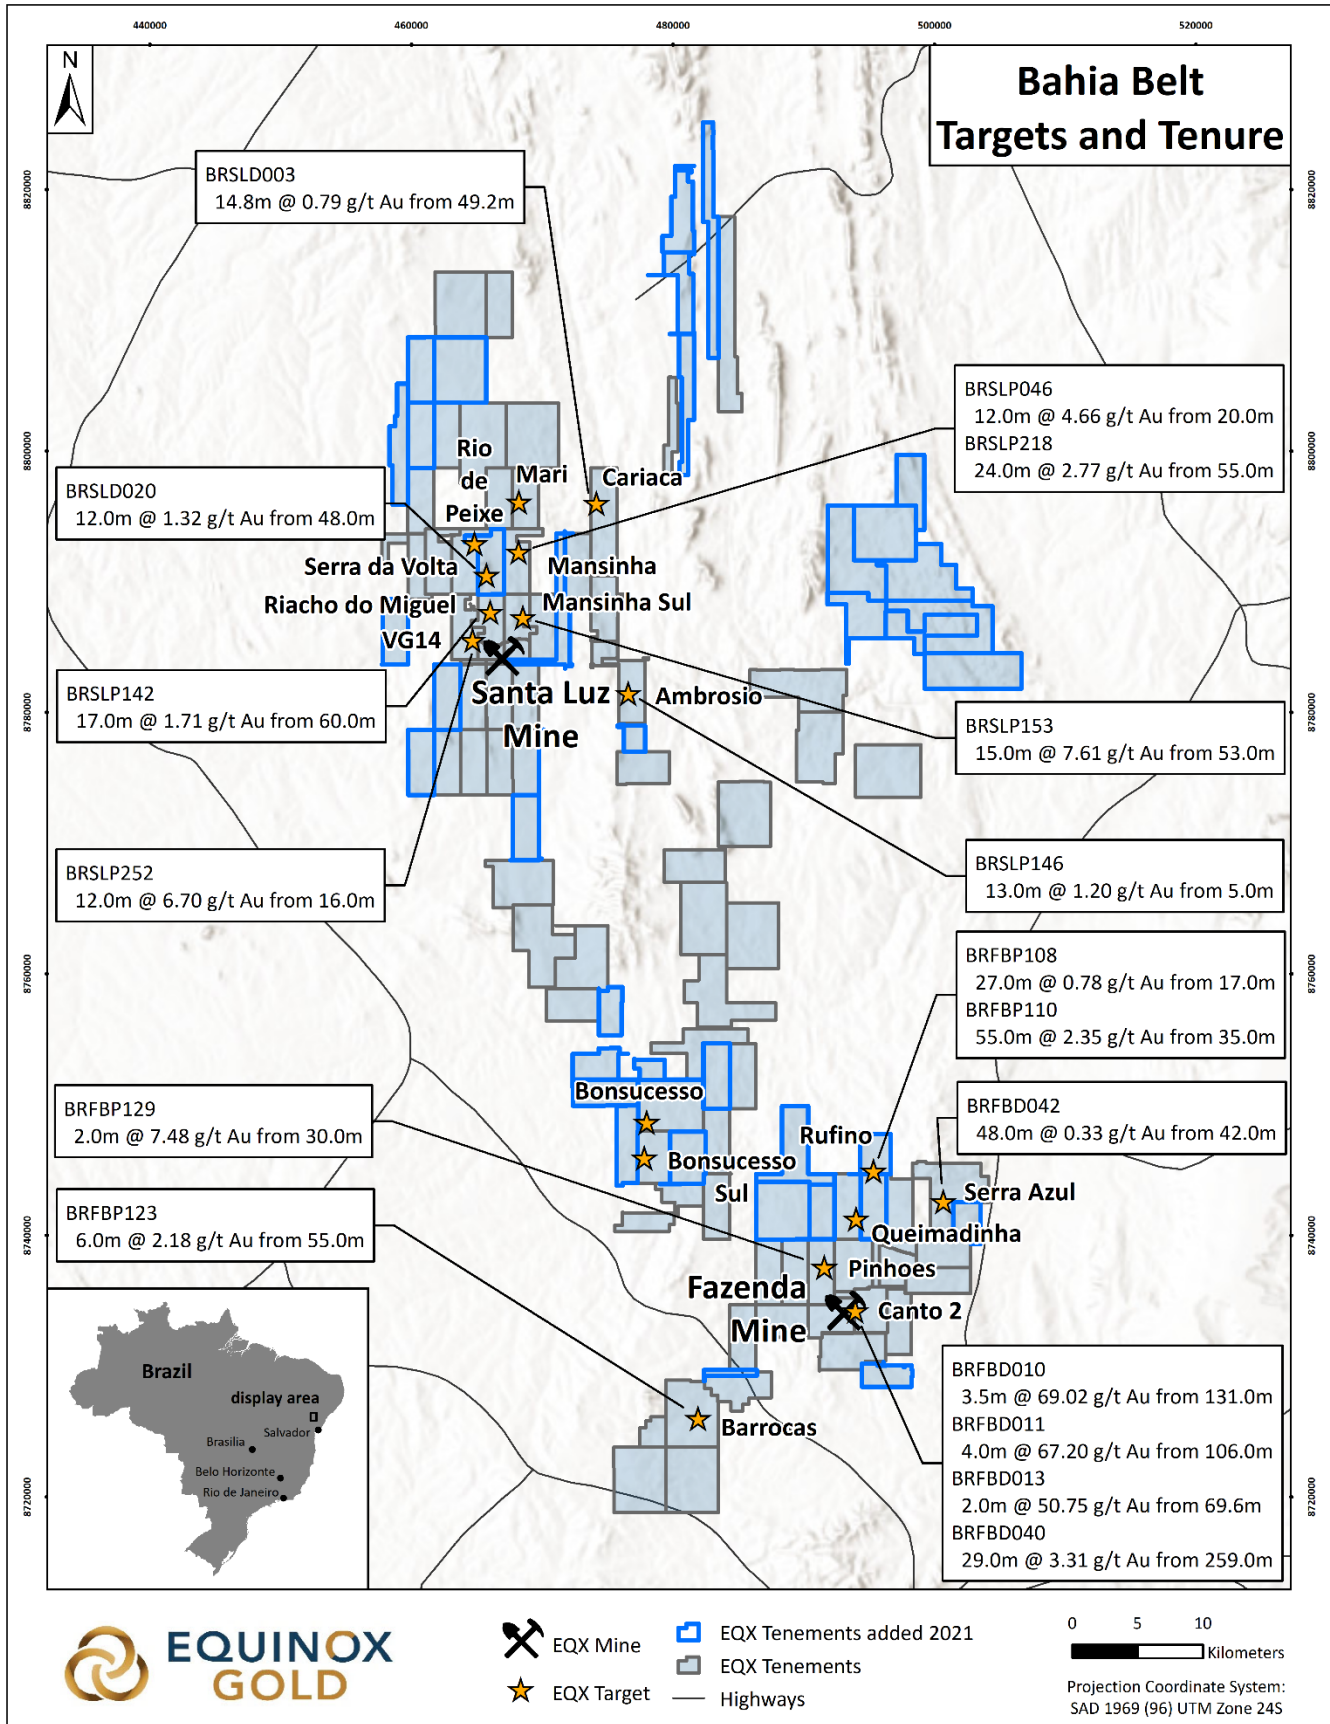 440000
460000
480000
500000
520000
N
Bahia Belt
Targets and Tenure
8820000
8820000
8800000
8800000
8780000
8780000
8760000
8760000
8740000
8740000
8720000
8720000
BRSLD003
14.8m @ 0.79 g/t Au from 49.2m
BRSLP046
12.0m @ 4.66 g/t Au from 20.0m
BRSLP218
24.0m @ 2.77 g/t Au from 55.0m
Rio
de
Peixe
Mari
Cariaca
BRSLD020
12.0m @ 1.32 g/t Au from 48.0m
Serra da Volta
Mansinha
Riacho do Miguel
Mansinha Sul
VG14
BRSLP142
17.0m @ 1.71 g/t Au from 60.0m
Santa Luz
Mine
Ambrosio
BRSLP153
15.0m @ 7.61 g/t Au from 53.0m
BRSLP252
12.0m @ 6.70 g/t Au from 16.0m
BRSLP146
13.0m @ 1.20 g/t Au from 5.0m
BRFBP108
27.0m @ 0.78 g/t Au from 17.0m
BRFBP110
55.0m @ 2.35 g/t Au from 35.0m
BRFBP129
2.0m @ 7.48 g/t Au from 30.0m
Bonsucesso
Bonsucesso
Sul
Rufino
BRFBD042
48.0m @ 0.33 g/t Au from 42.0m
Serra Azul
BRFBP123
6.0m @ 2.18 g/t Au from 55.0m
Queimadinha
Pinhoes
Fazenda
Mine
Canto 2
Barrocas
BRFBD010
3.5m @ 69.02 g/t Au from 131.0m
BRFBD011
4.0m @ 67.20 g/t Au from 106.0m
BRFBD013
2.0m @ 50.75 g/t Au from 69.6m
BRFBD040
29.0m @ 3.31 g/t Au from 259.0m
Brazil
display area
Salvador
Brasilia
Belo Horizonte
Rio de Janeiro
EQUINOX
GOLD
EQX Mine
EQX Target
EQX Tenements added 2021
EQX Tenements
Highways
0 5 10
Kilometers
Projection Coordinate System:
SAD 1969 (96) UTM Zone 24S